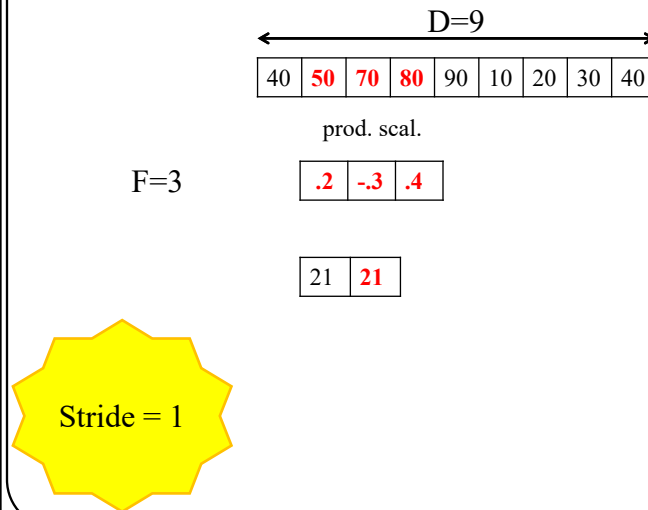 D=9
40 50 70 80 90 10 20 30 40
prod. scal.
F=3 .2 -.3 .4
21 21
Stride = 1